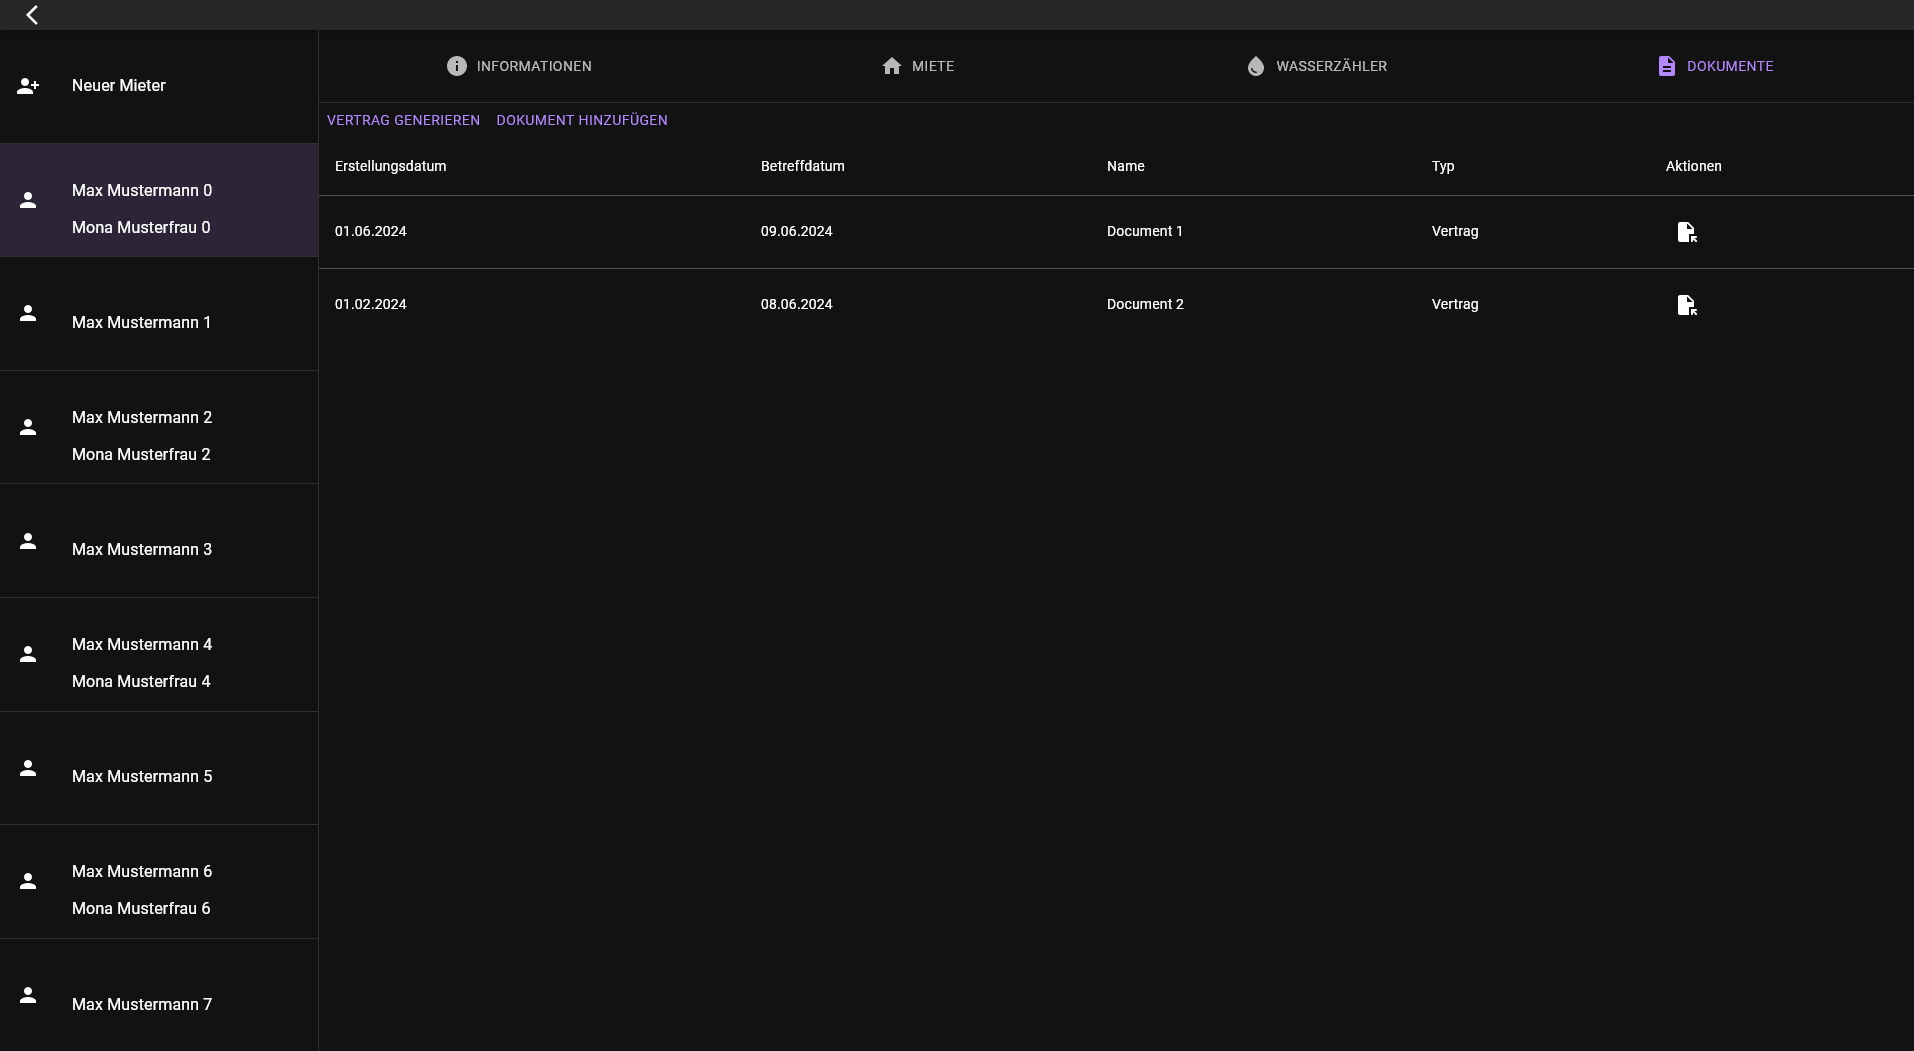 Neuer Mieter
Max Mustermann 0
Mona Musterfrau 0
Max Mustermann 1
Max Mustermann 2
Mona Musterfrau 2
Max Mustermann 3
Max Mustermann 4
Mona Musterfrau 4
Max Mustermann 5
Max Mustermann 6
Mona Musterfrau 6
Max Mustermann 7
INFORMATIONEN MIETE WASSERZÄHLER DOKUMENTE
VERTRAG GENERIEREN DOKUMENT HINZUFÜGEN
Erstellungsdatum Betreffdatum Name Typ Aktionen
01.06.2024 09.06.2024 Document 1 Vertrag
01.02.2024 08.06.2024 Document 2 Vertrag